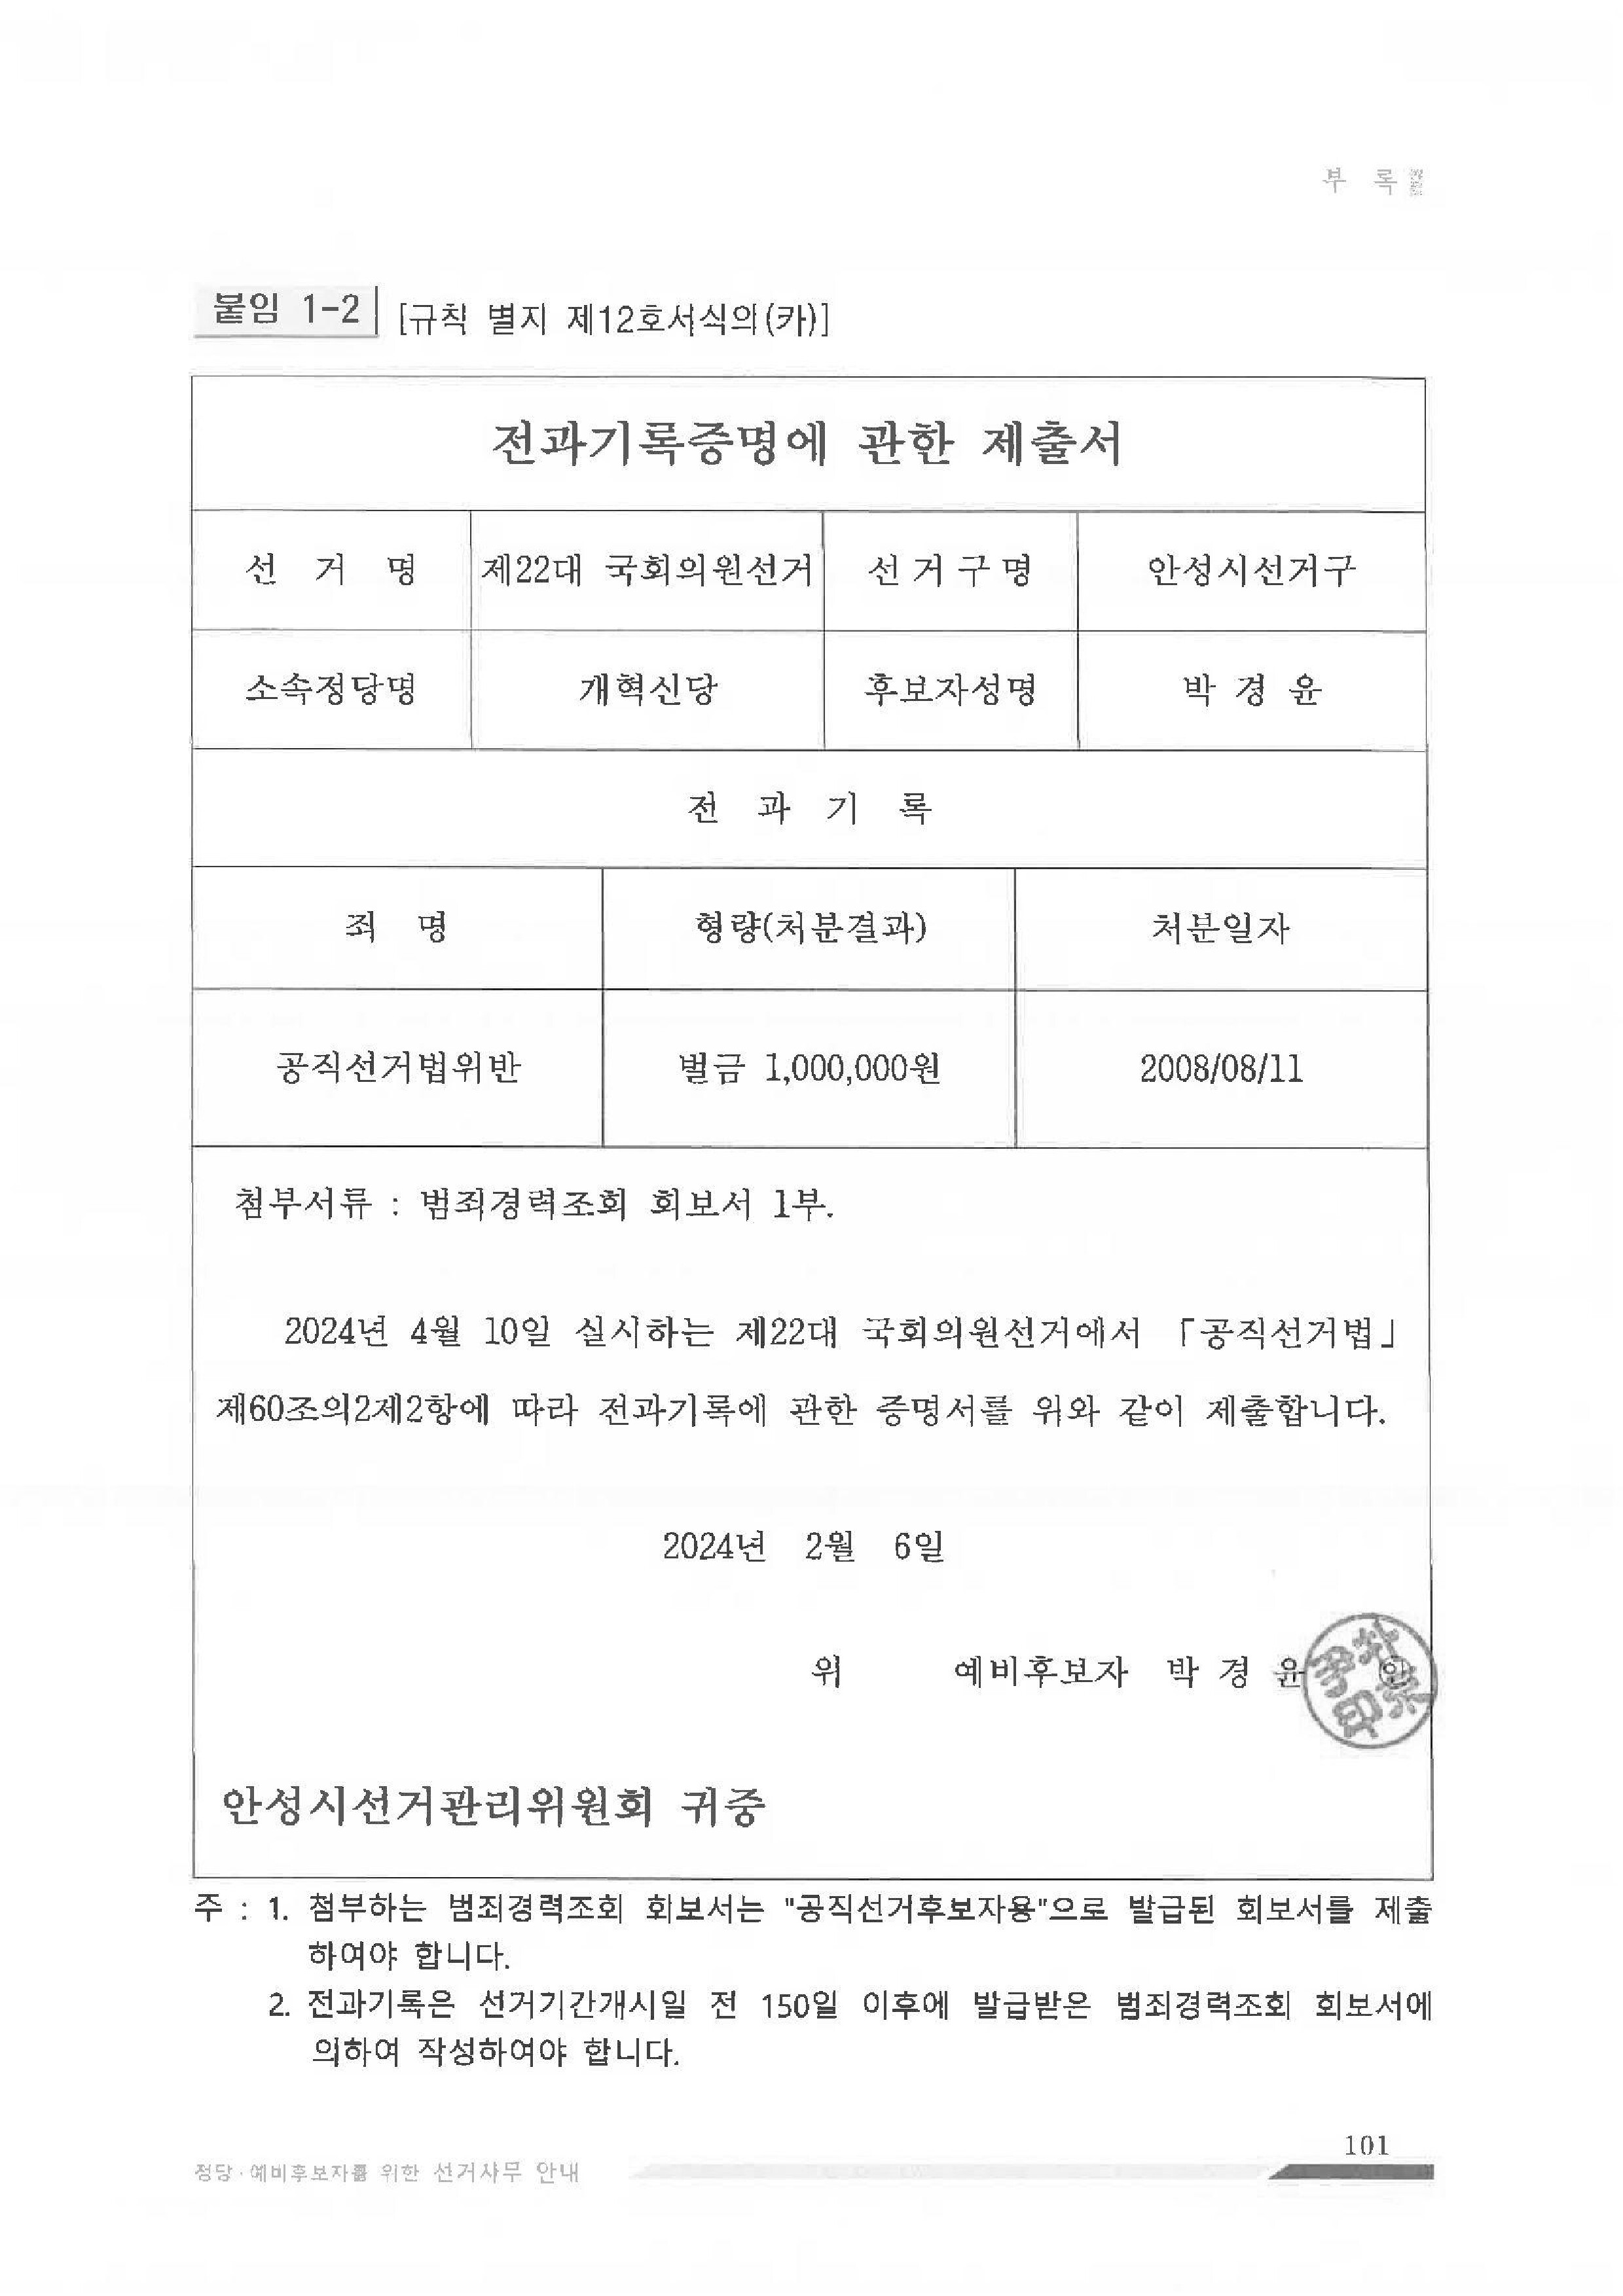 부 록
붙임 1-2 [규칙 별지 제12호서식의(카)]
전과기록증명에 관한 제출서
선 거 명 제22대 국회의원선거 선거구명 안성시선거구
소속정당명 개혁신당 후보자성명 박 경 윤
전 과 기 록
죄 명 형량(처분결과) 처분일자
공직선거법위반 벌금 1,000,000원 2008/08/11
첨부서류 : 범죄경력조회 회보서 1부.
2024년 4월 10일 실시하는 제22대 국회의원선거에서 「공직선거법」
제60조의2제2항에 따라 전과기록에 관한 증명서를 위와 같이 제출합니다.
2024년 2월 6일
위 예비후보자 박 경 윤 ㊞
안성시선거관리위원회 귀중
주 : 1. 첨부하는 범죄경력조회 회보서는 "공직선거후보자용"으로 발급된 회보서를 제출
하여야 합니다.
2. 전과기록은 선거기간개시일 전 150일 이후에 발급받은 범죄경력조회 회보서에
의하여 작성하여야 합니다.
101
정당·예비후보자를 위한 선거사무 안내